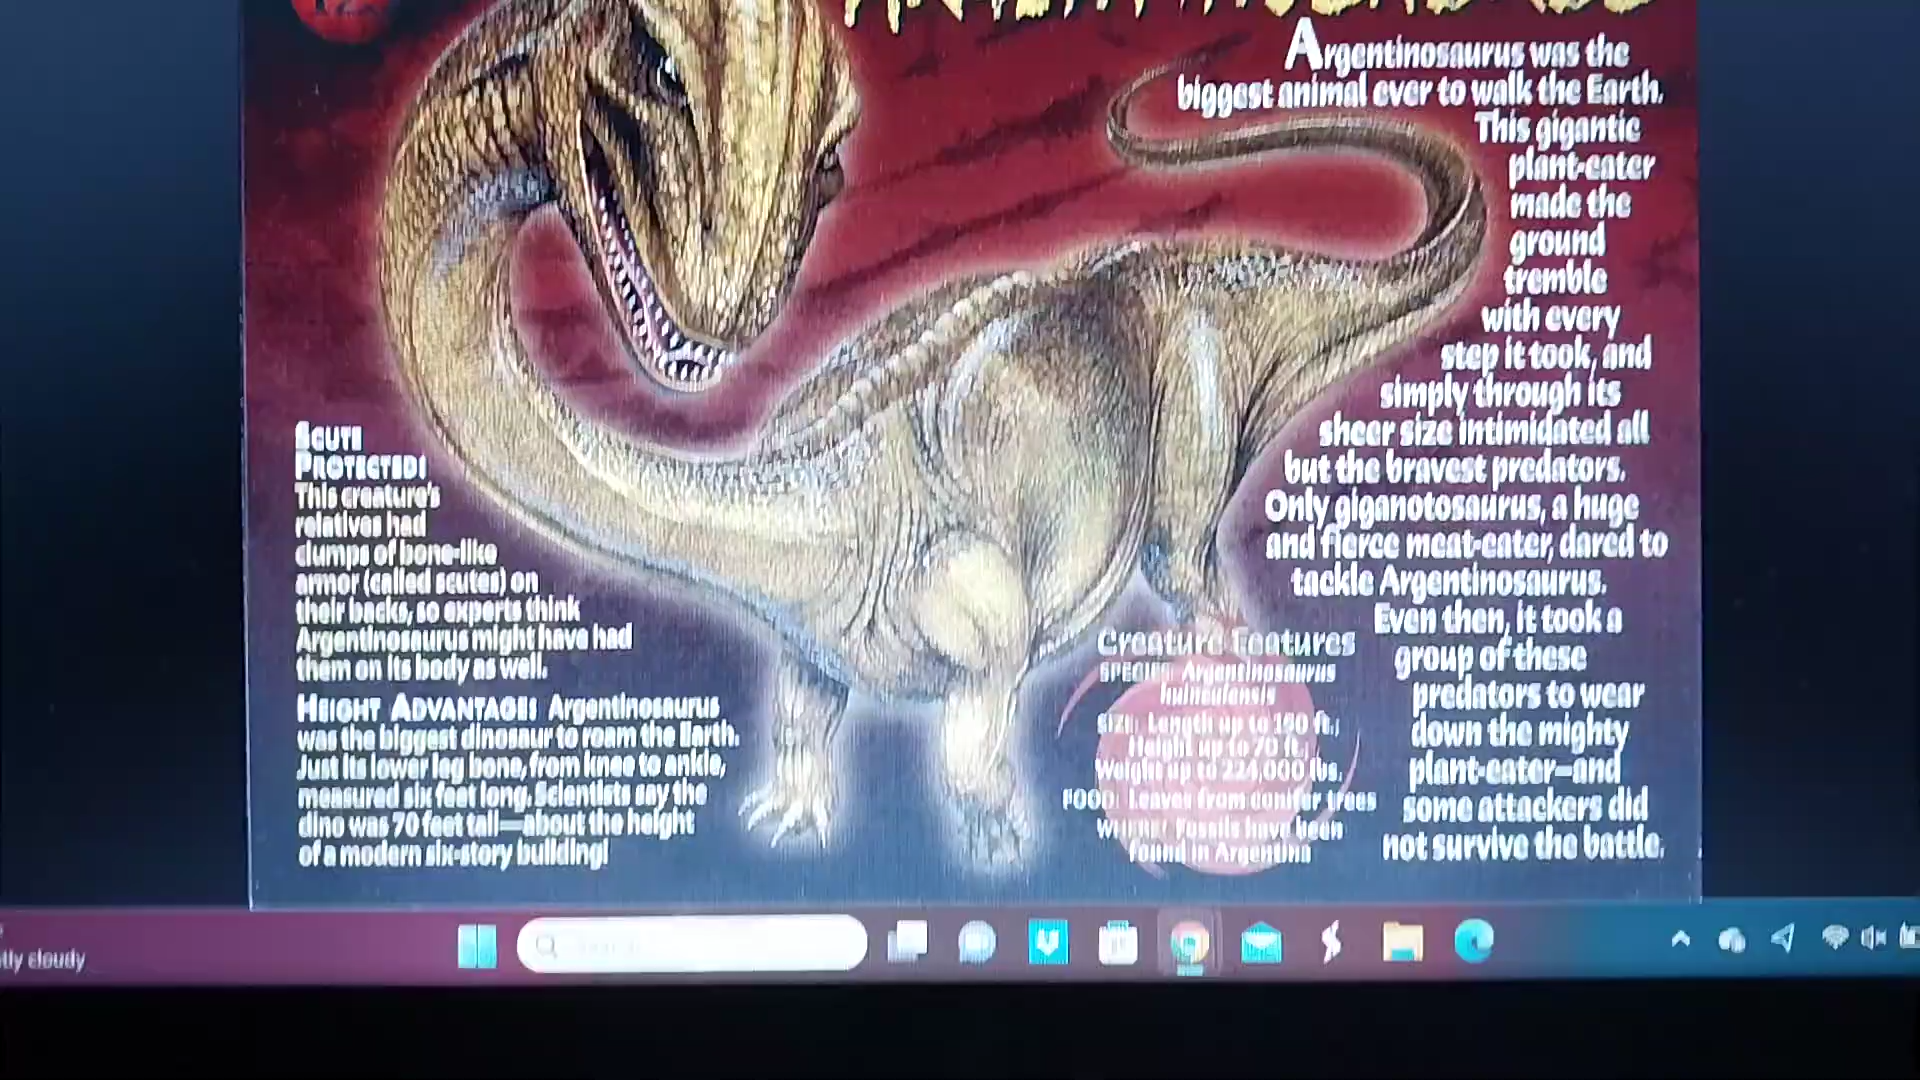 Argentinosaurus was the
biggest animal ever to walk the Earth.
This gigantic
plant-eater
made the
ground
tremble
with every
step it took, and
simply through its
sheer size intimidated all
but the bravest predators.
Only giganotosaurus, a huge
and fierce meat-eater, dared to
tackle Argentinosaurus.
Even then, it took a
group of these
predators to wear
down the mighty
plant-eater—and
some attackers did
not survive the battle.
SCUTE
PROTECTED!
This creature's
relatives had
clumps of bone-like
armor (called scutes) on
their backs, so experts think
Argentinosaurus might have had
them on its body as well.
HEIGHT ADVANTAGE! Argentinosaurus
was the biggest dinosaur to roam the Earth.
Just its lower leg bone, from knee to ankle,
measured six feet long. Scientists say the
dino was 70 feet tall—about the height
of a modern six-story building!
Creature Features
SPECIES: Argentinosaurus
huinculensis
SIZE: Length up to ft.;
Height up to 70 ft.;
Weight up to 224,000 lbs.
FOOD: Leaves from conifer trees
WHERE: Fossils have been
found in Argentina
cloudy